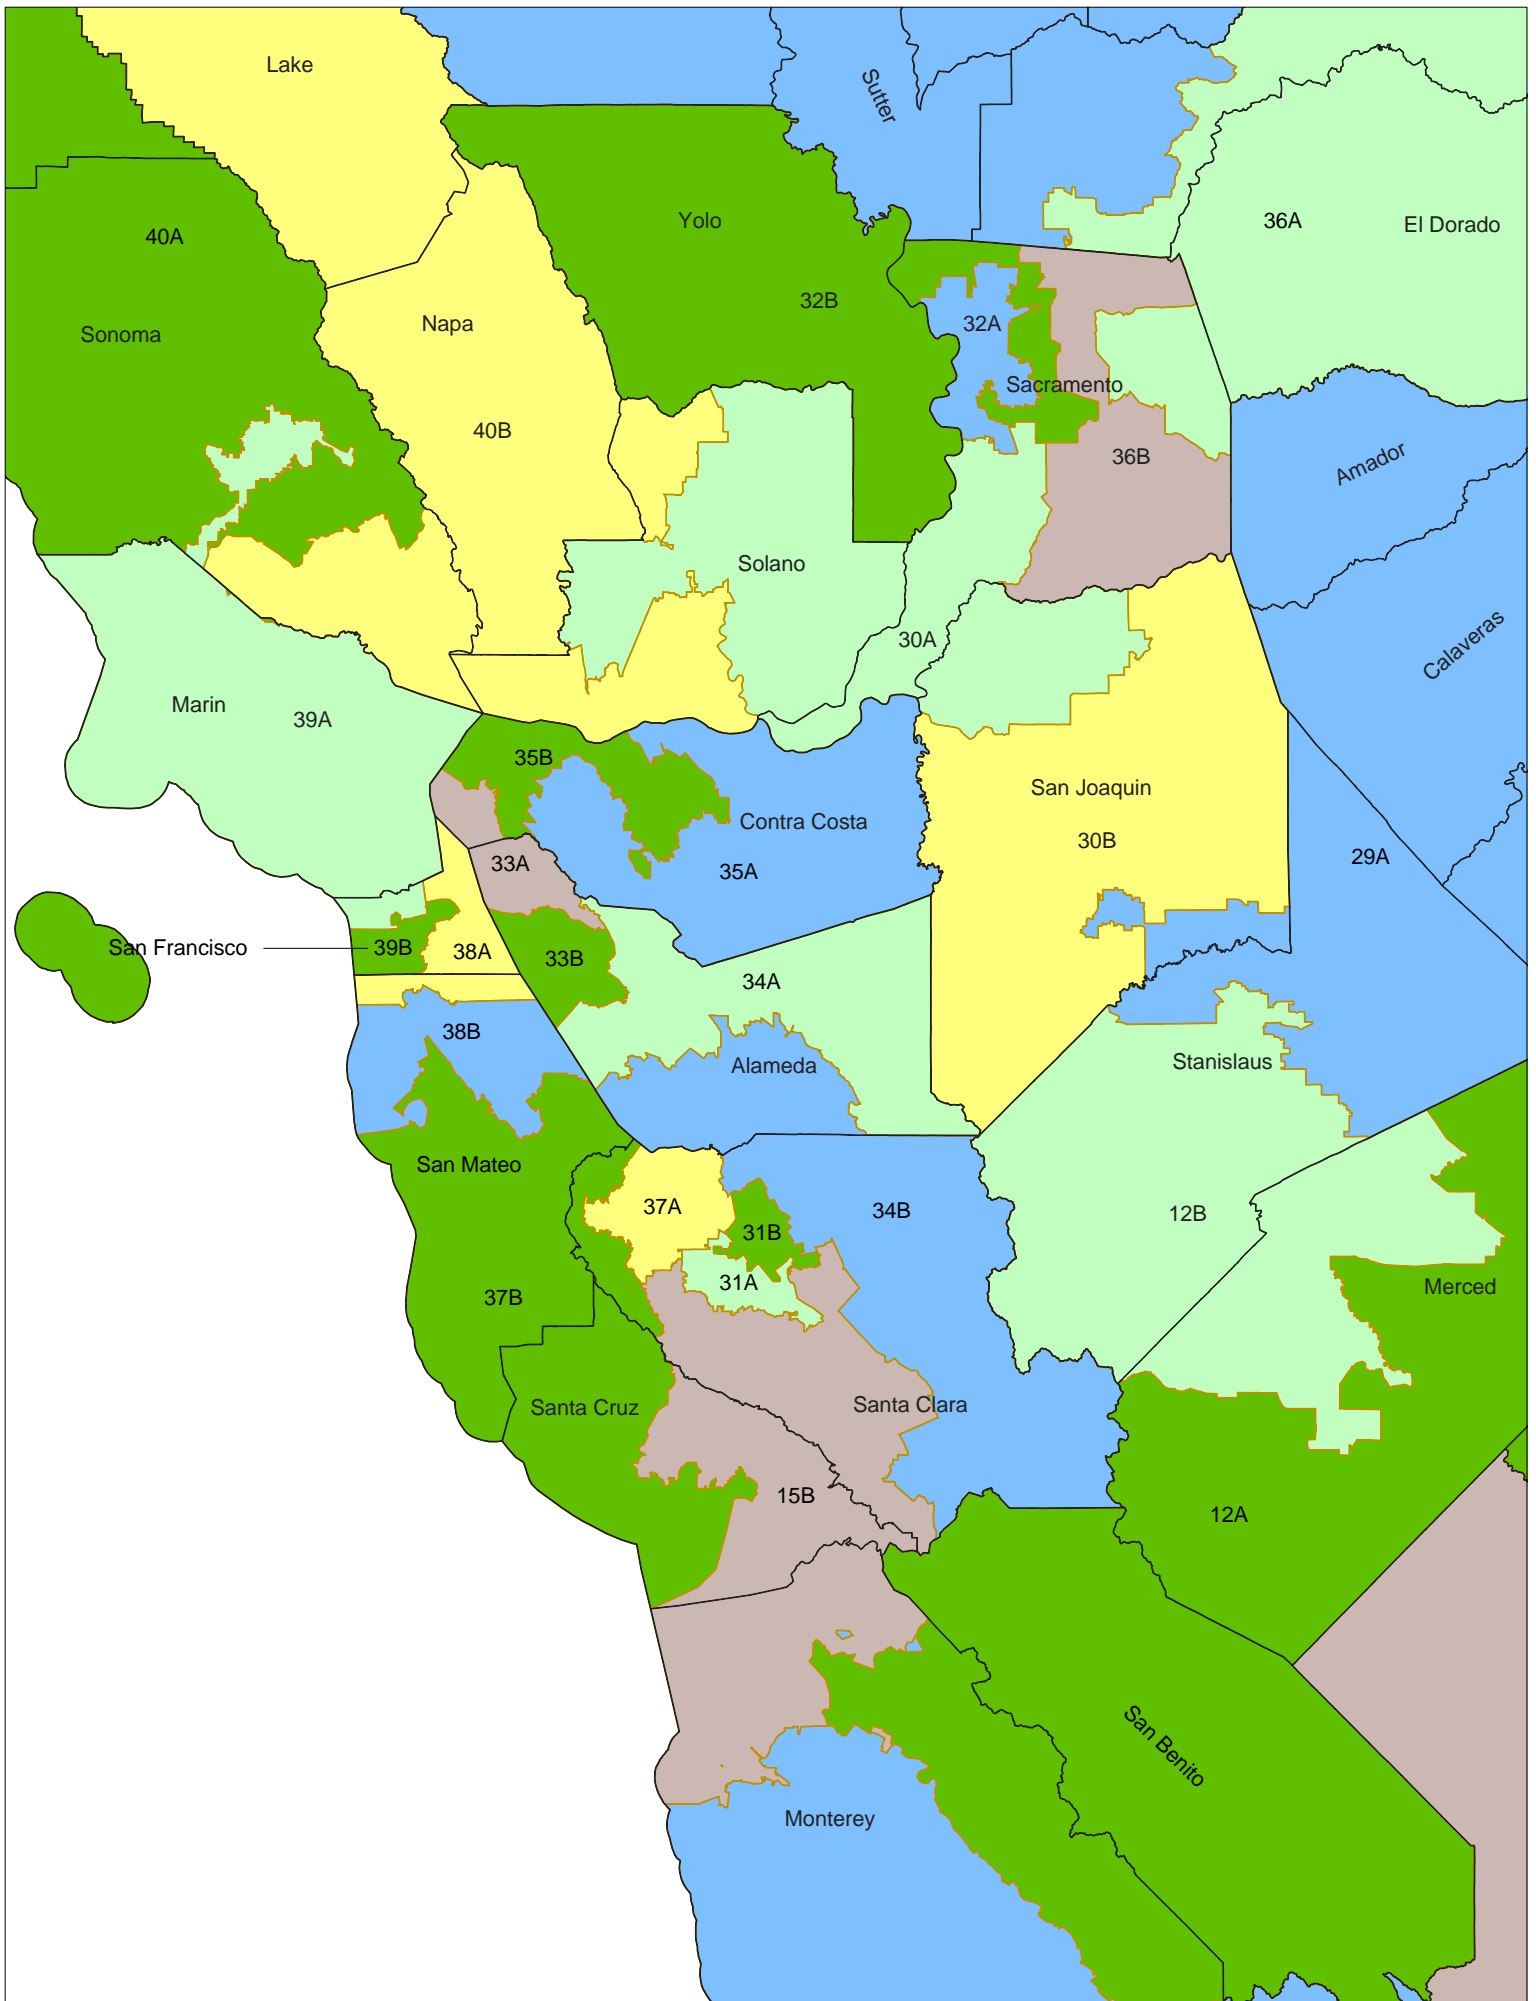 Lake
Sutter
40A
Yolo
36A
El Dorado
32B
Sonoma
Napa
32A
Sacramento
40B
36B
Amador
Solano
30A
Calaveras
Marin
39A
35B
San Joaquin
Contra Costa
30B
33A
35A
29A
San Francisco
39B
38A
33B
34A
38B
Alameda
Stanislaus
San Mateo
37A
34B
12B
31B
31A
Merced
37B
Santa Cruz
Santa Clara
15B
12A
San Benito
Monterey